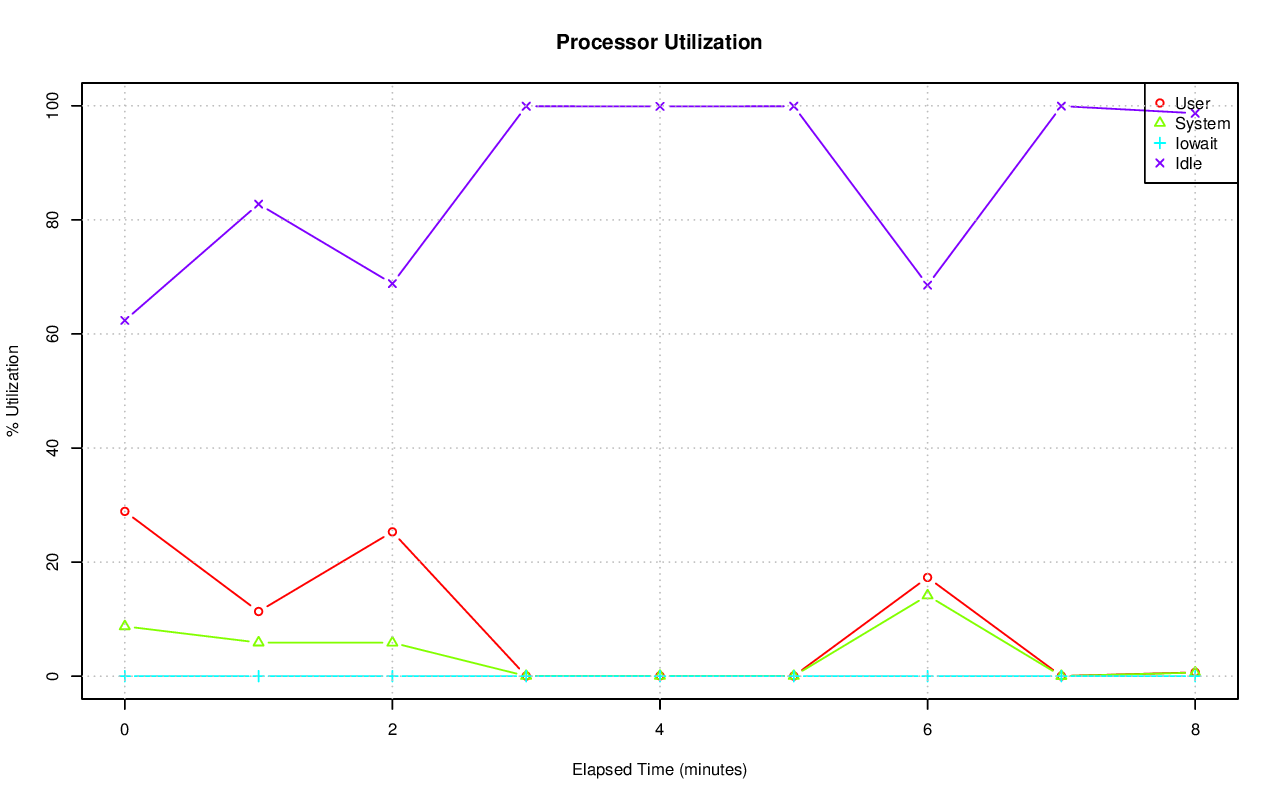 Processor Utilization
% Utilization
100
80
60
40
20
0
User
System
Iowait
Idle
0 2 4 6 8
Elapsed Time (minutes)